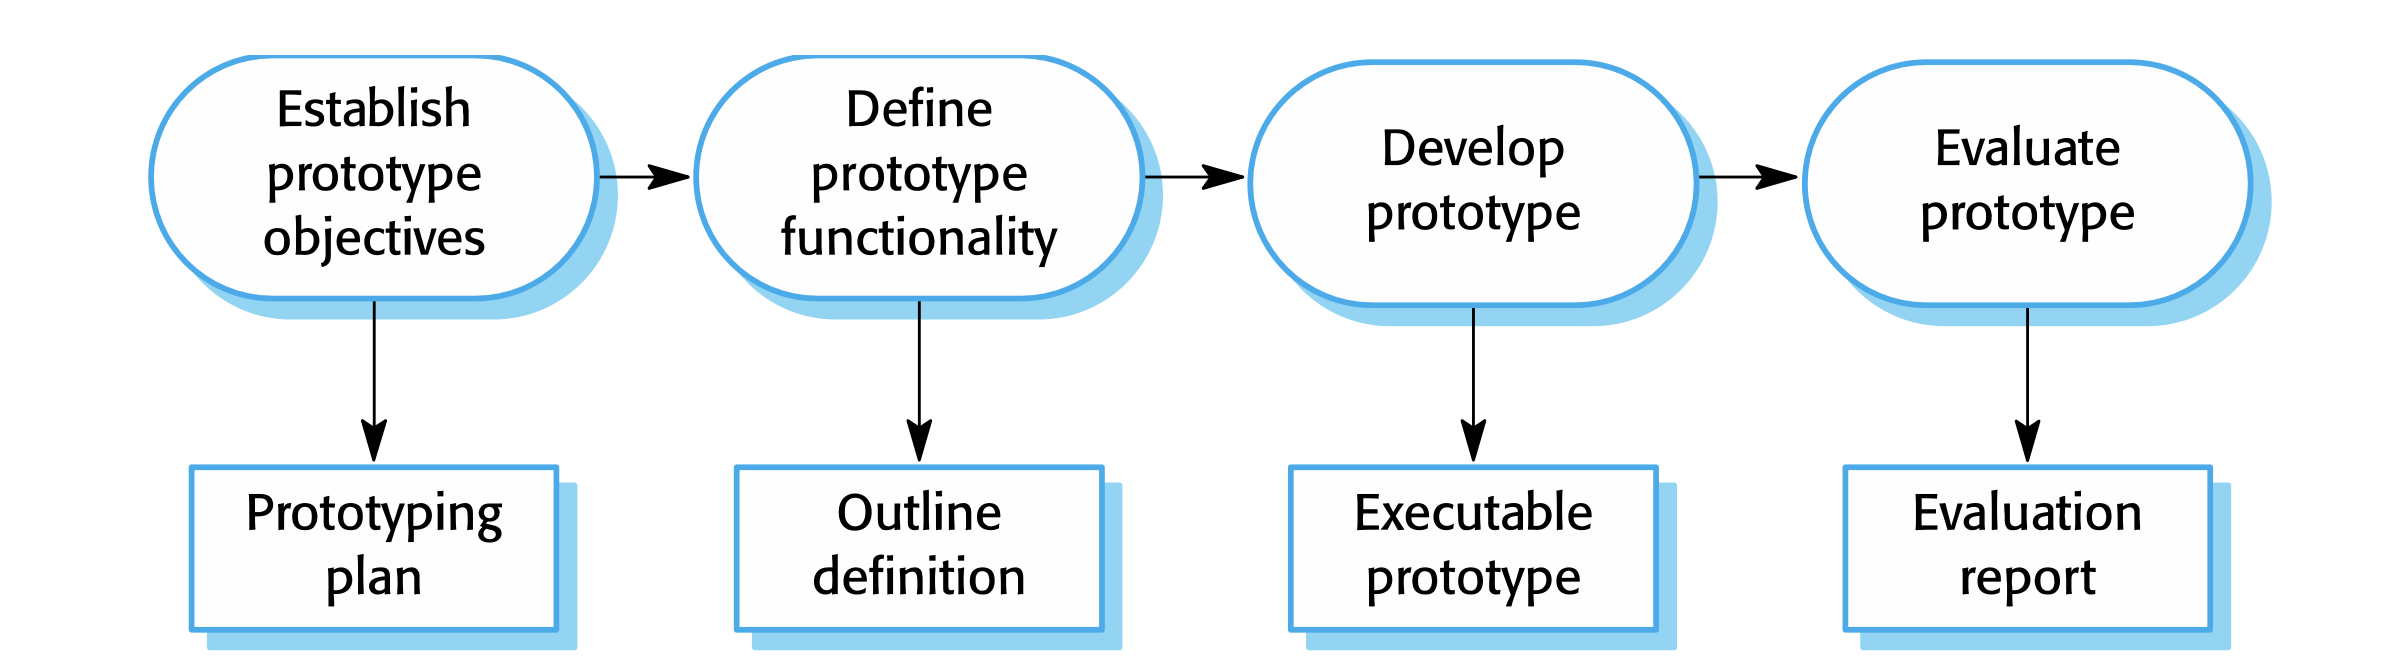 Establish
prototype
objectives
Define
prototype
functionality
Develop
prototype
Evaluate
prototype
Prototyping
plan
Outline
definition
Executable
prototype
Evaluation
report